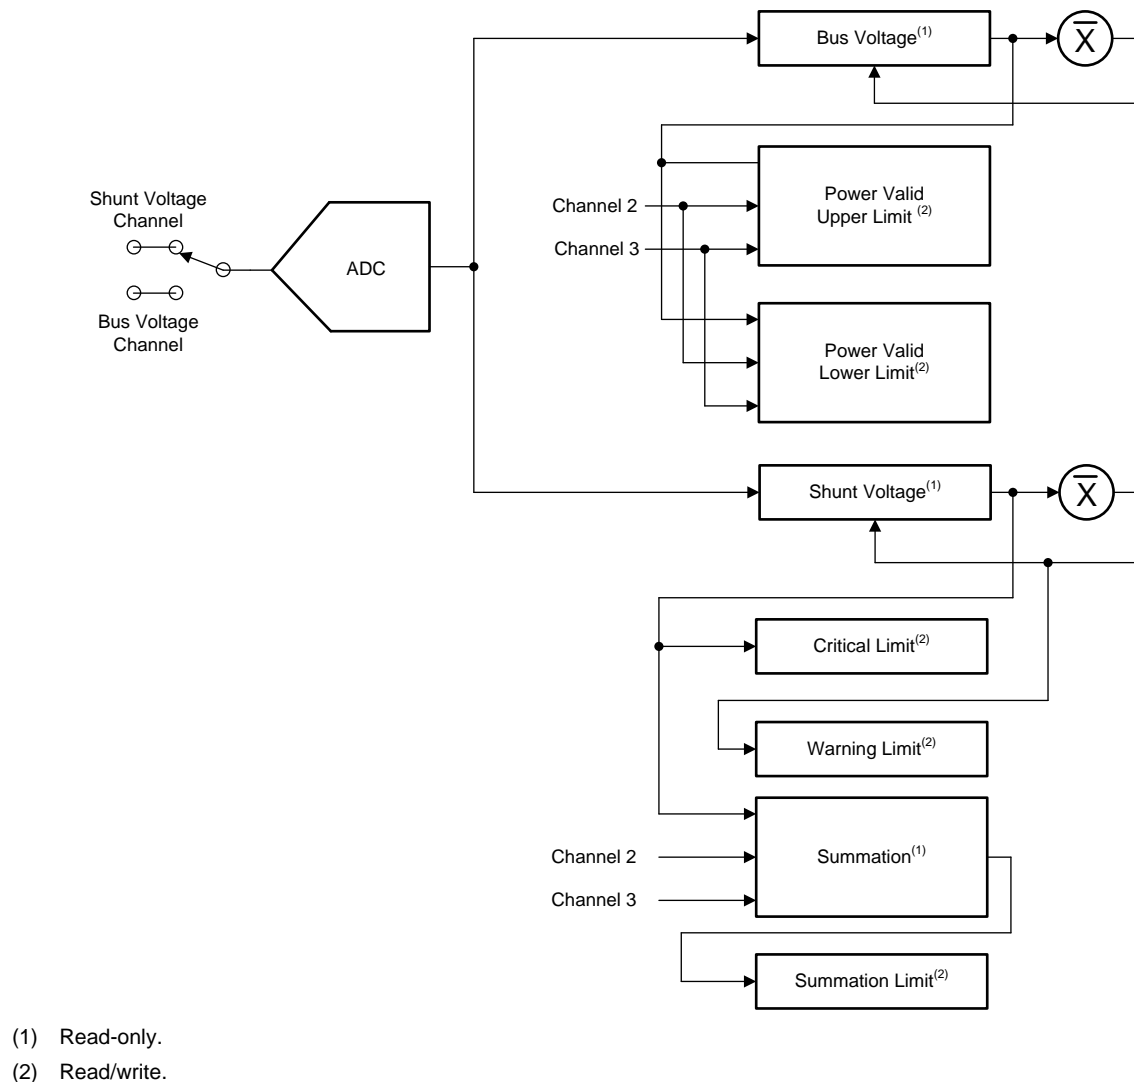 Bus Voltage(1)
X̅
Shunt Voltage
Channel
ADC
Bus Voltage
Channel
Channel 2
Channel 3
Power Valid
Upper Limit (2)
Power Valid
Lower Limit(2)
Shunt Voltage(1)
X̅
Critical Limit(2)
Warning Limit(2)
Channel 2
Channel 3
Summation(1)
Summation Limit(2)
(1) Read-only.
(2) Read/write.